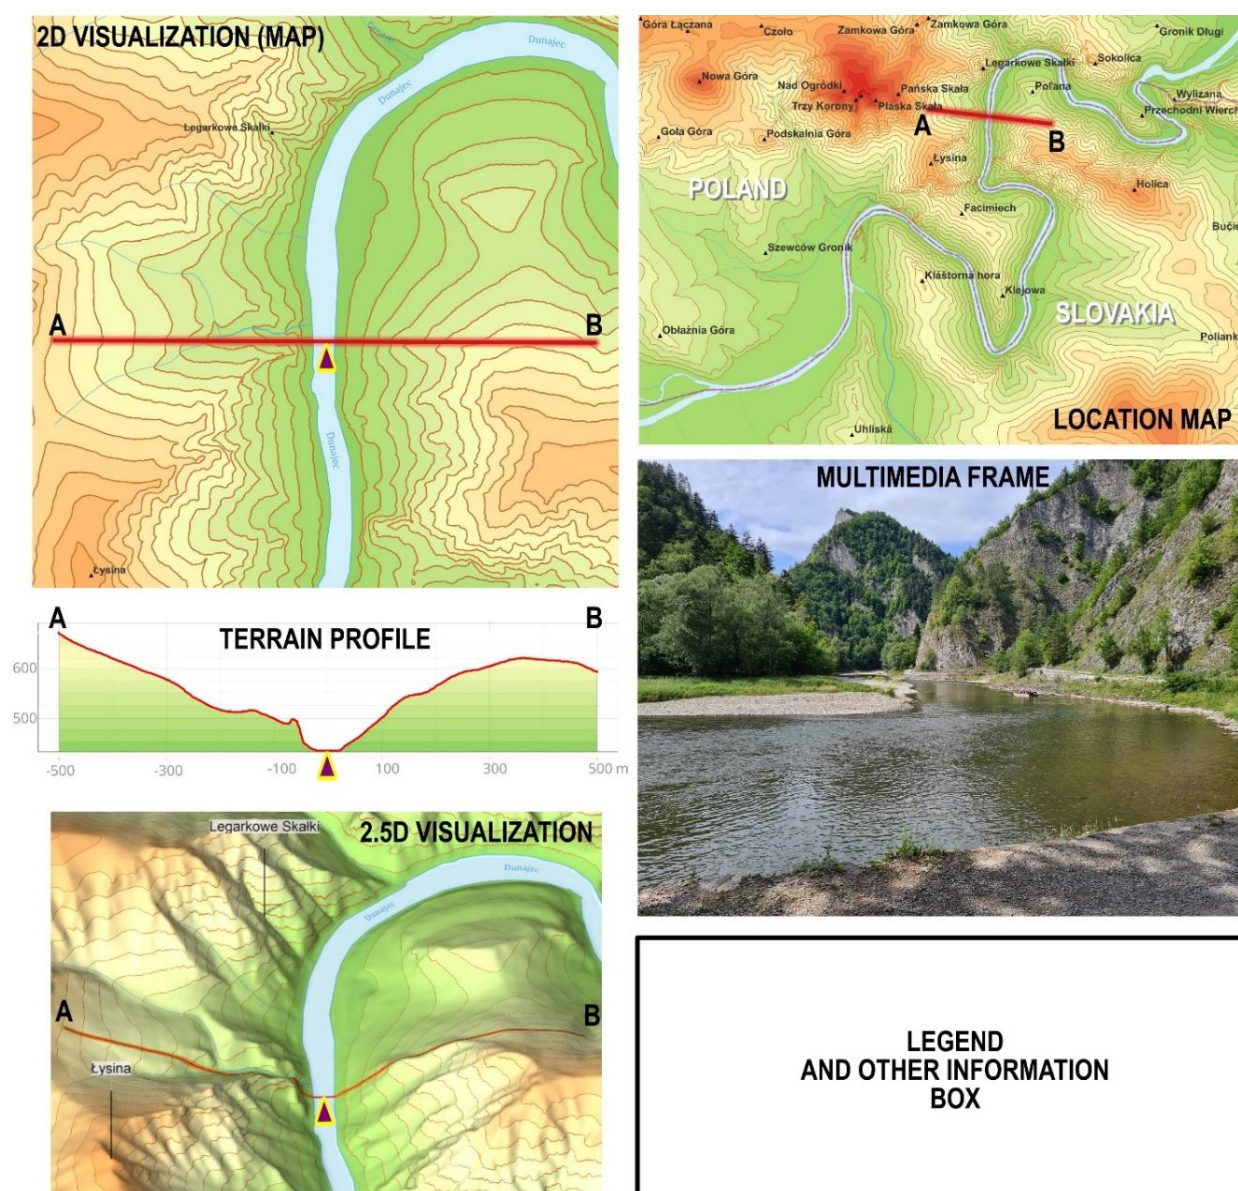 2D VISUALIZATION (MAP)
Dunajec
Dunajec
Legarkowe Skałki
A
B
Dunajec
Łysina
Góra Łączana
Czoło
Zamkowa Góra
Zamkowa Góra
Gronik Długi
Legarkowe Skałki
Sokolica
Nowa Góra
Nad Ogródki
Pańska Skała
Polana
Wylizana
Trzy Korony
Płaska Skała
Przechodni Wierch
A
B
Gola Góra
Podskalnia Góra
Łysina
POLAND
Holica
Facimiech
Szewców Gronik
Kláštorna hora
Kiejowa
SLOVAKIA
Obłaźnia Góra
Uhliská
LOCATION MAP
A
B
TERRAIN PROFILE
600
500
-500
-300
-100
100
300
500 m
MULTIMEDIA FRAME
Legarkowe Skałki
2.5D VISUALIZATION
Dunajec
Dunajec
A
B
Łysina
LEGEND
AND OTHER INFORMATION
BOX